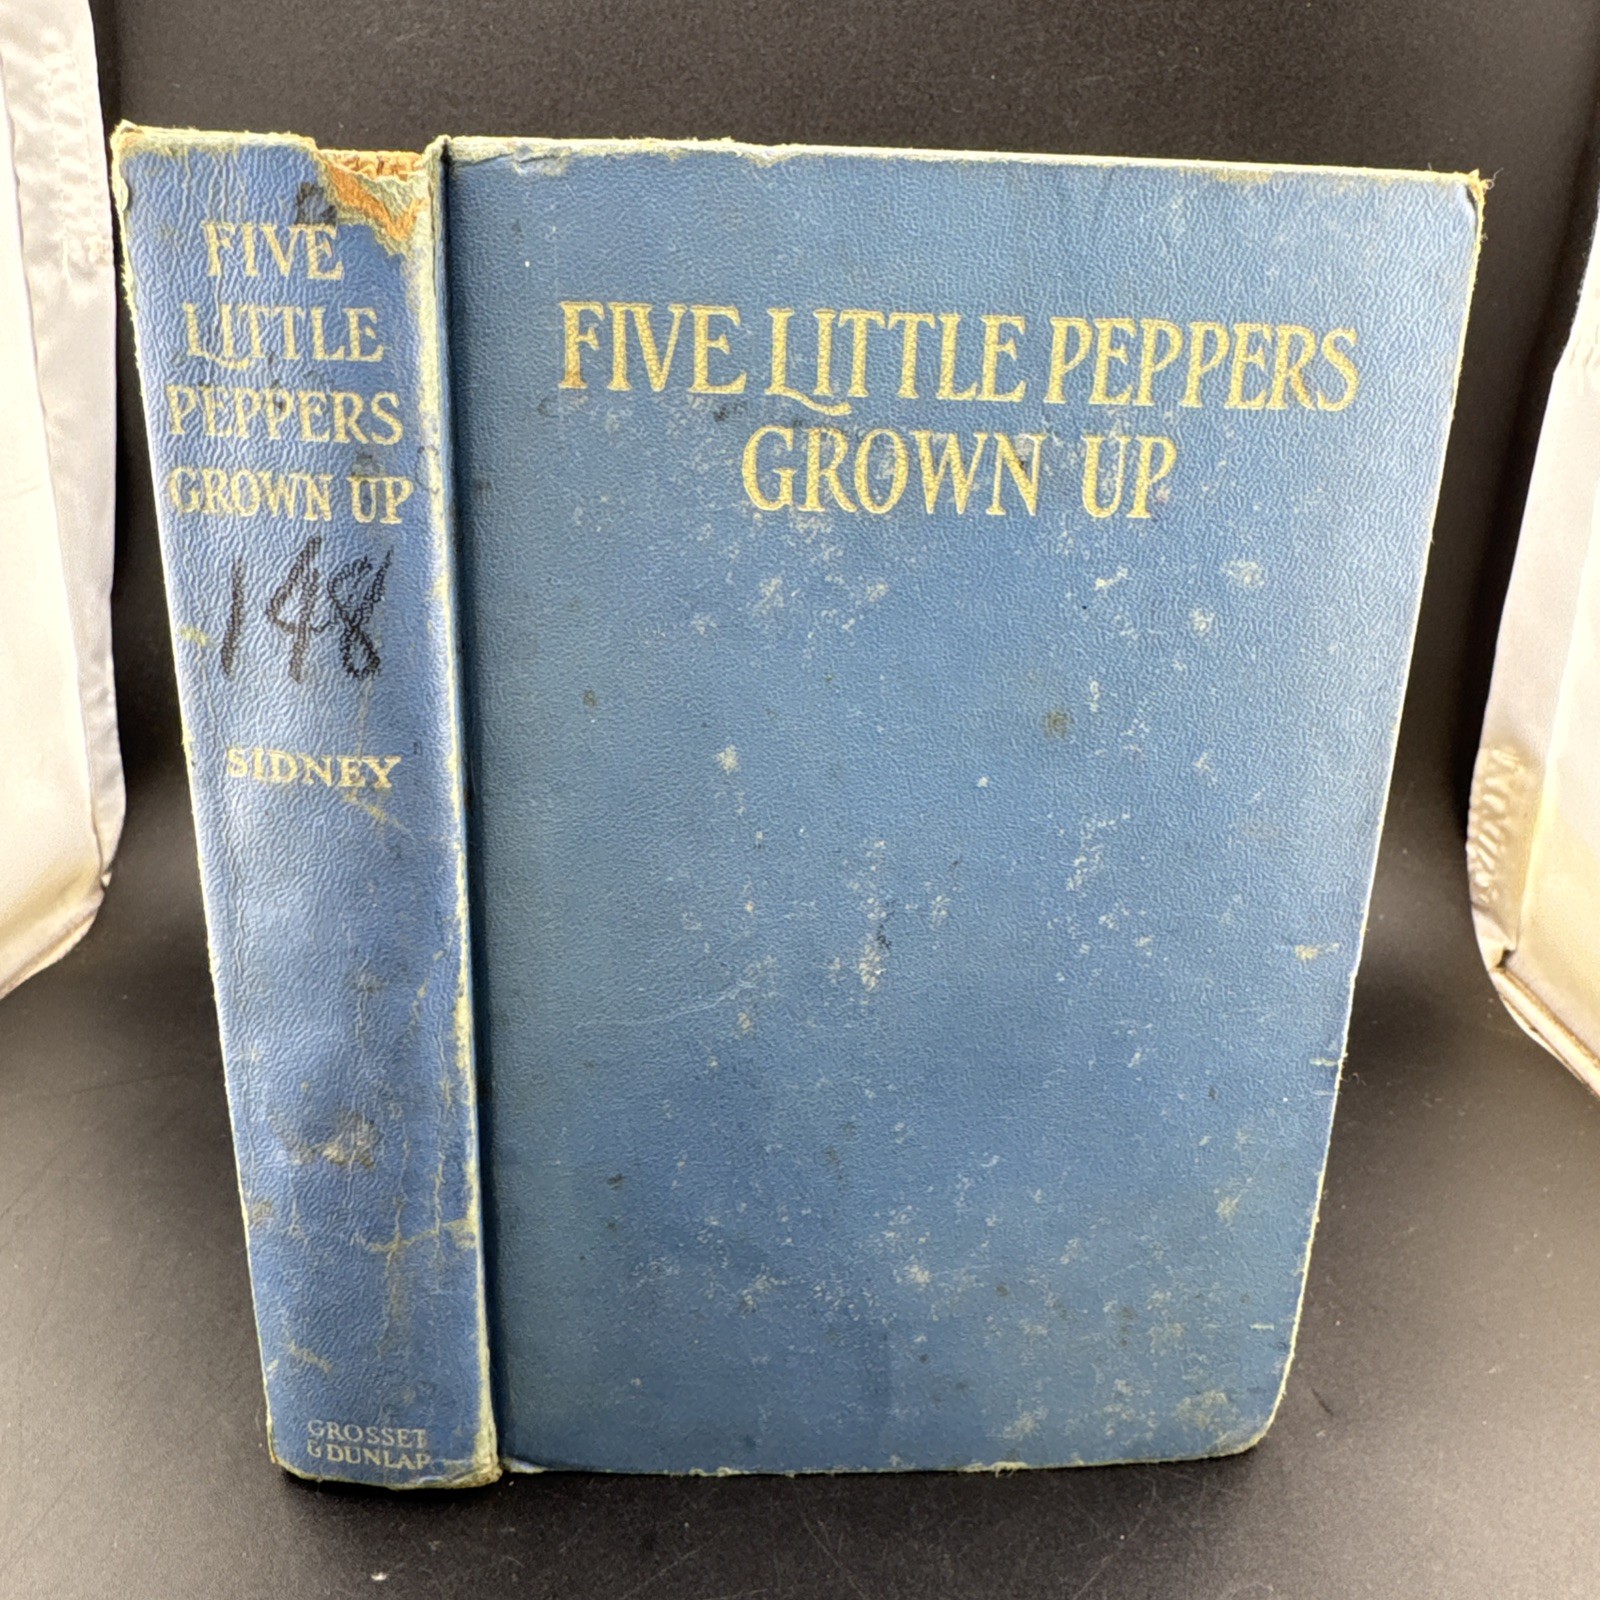 FIVE
LITTLE
PEPPERS
GROWN UP
148
SIDNEY
GROSSET
& DUNLAP
FIVE LITTLE PEPPERS
GROWN UP